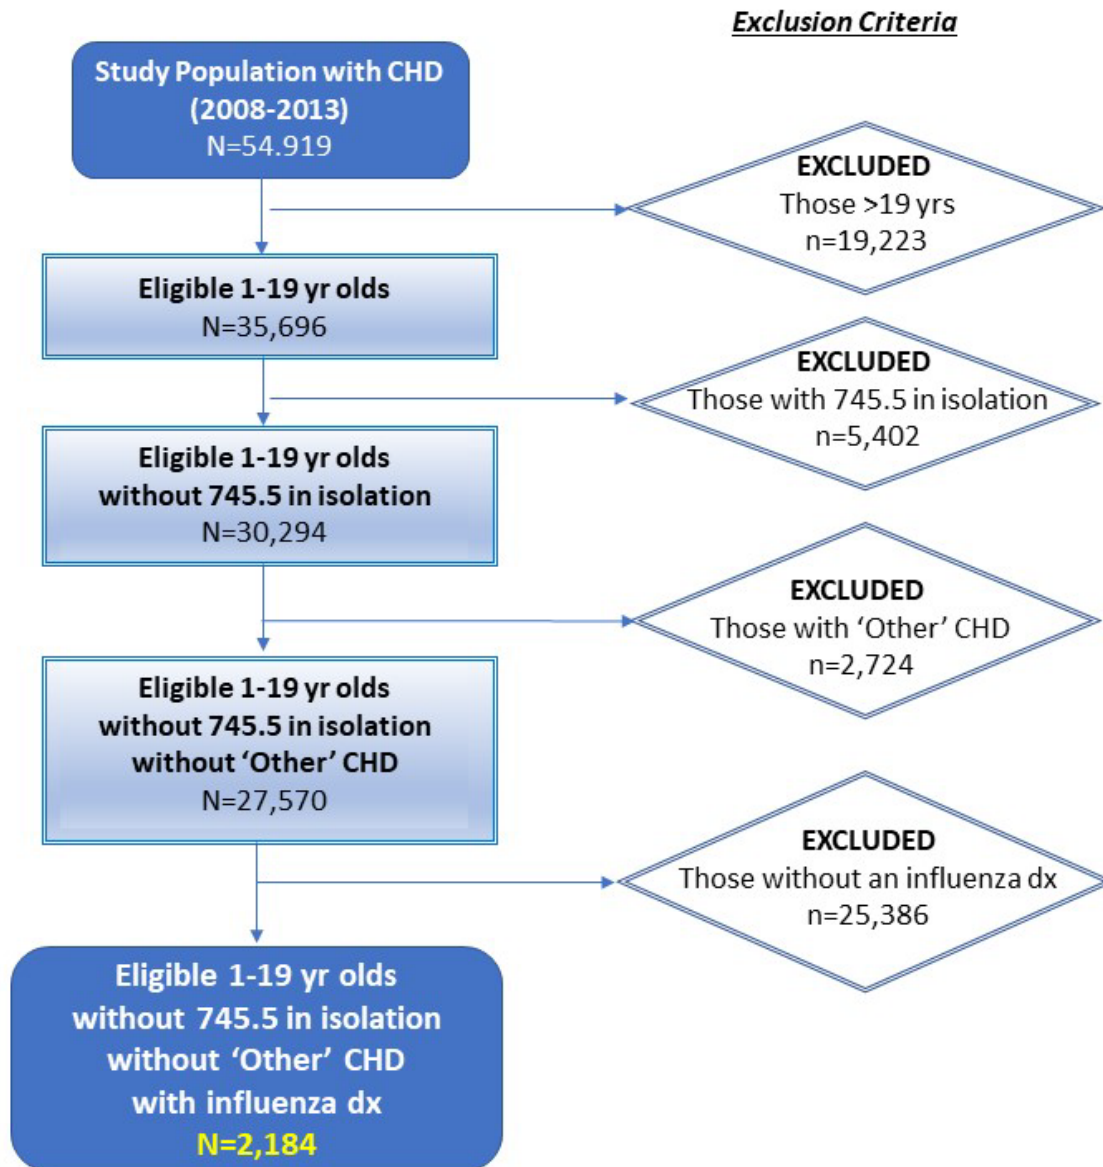 Exclusion Criteria
Study Population with CHD
(2008-2013)
N=54.919
EXCLUDED
Those >19 yrs
n=19,223
Eligible 1-19 yr olds
N=35,696
EXCLUDED
Those with 745.5 in isolation
n=5,402
Eligible 1-19 yr olds
without 745.5 in isolation
N=30,294
EXCLUDED
Those with ‘Other’ CHD
n=2,724
Eligible 1-19 yr olds
without 745.5 in isolation
without ‘Other’ CHD
N=27,570
EXCLUDED
Those without an influenza dx
n=25,386
Eligible 1-19 yr olds
without 745.5 in isolation
without ‘Other’ CHD
with influenza dx
N=2,184